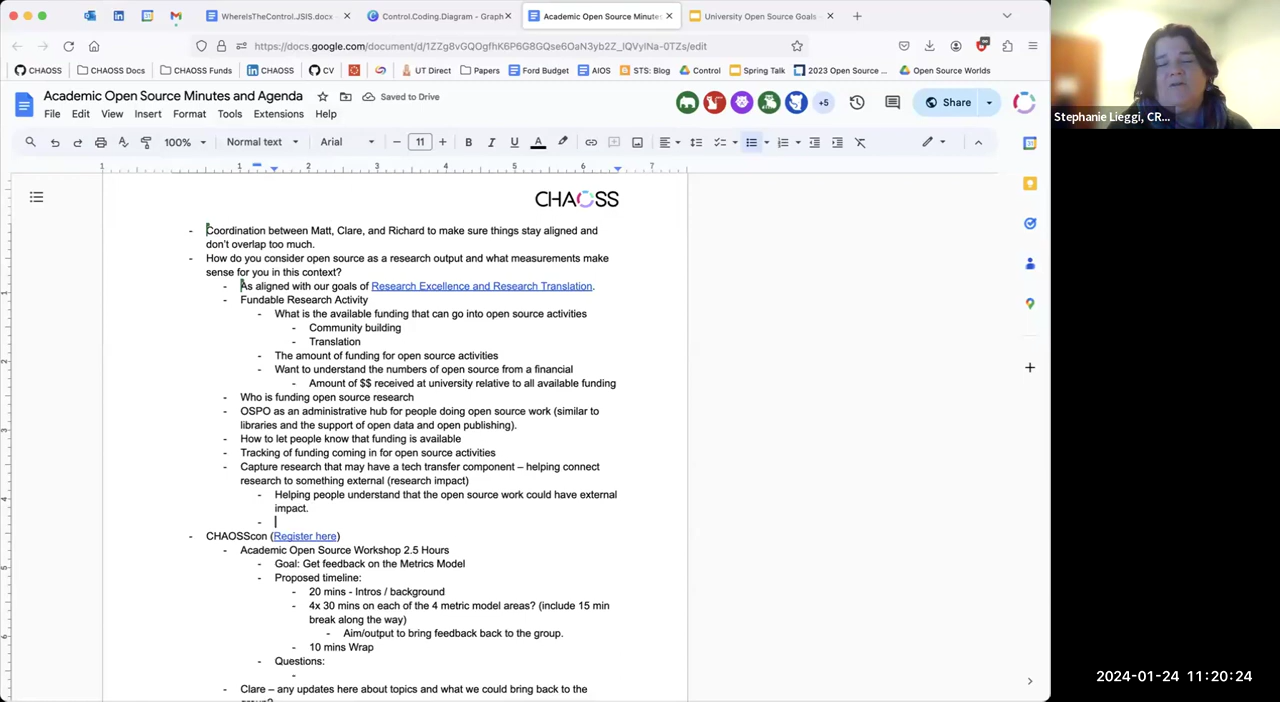 WhereIsTheControl.JSIS.docx
Control.Coding.Diagram - Graph
Academic Open Source Minute
University Open Source Goals -
https://docs.google.com/document/d/1ZZg8vGQOgfhK6P6G8GQse6OaN3yb2Z_lQVylNa-0TZs/edit
CHAOSS
CHAOSS Docs
CHAOSS Funds
CHAOSS
CV
UT Direct
Papers
Ford Budget
AIOS
STS: Blog
Control
Spring Talk
2023 Open Source ...
Open Source Worlds
Academic Open Source Minutes and Agenda
Saved to Drive
File Edit View Insert Format Tools Extensions Help
+5
Share
100%
Normal text
Arial
11
B I U A
1 1 2 3 4 5 6 7
CHAOSS
- Coordination between Matt, Clare, and Richard to make sure things stay aligned and
don't overlap too much.
- How do you consider open source as a research output and what measurements make
sense for you in this context?
- As aligned with our goals of Research Excellence and Research Translation.
- Fundable Research Activity
- What is the available funding that can go into open source activities
- Community building
- Translation
- The amount of funding for open source activities
- Want to understand the numbers of open source from a financial
- Amount of $$ received at university relative to all available funding
- Who is funding open source research
- OSPO as an administrative hub for people doing open source work (similar to
libraries and the support of open data and open publishing).
- How to let people know that funding is available
- Tracking of funding coming in for open source activities
- Capture research that may have a tech transfer component – helping connect
research to something external (research impact)
- Helping people understand that the open source work could have external
impact.
-
- CHAOSScon (Register here)
- Academic Open Source Workshop 2.5 Hours
- Goal: Get feedback on the Metrics Model
- Proposed timeline:
- 20 mins - Intros / background
- 4x 30 mins on each of the 4 metric model areas? (include 15 min
break along the way)
- Aim/output to bring feedback back to the group.
- 10 mins Wrap
- Questions:
-
- Clare – any updates here about topics and what we could bring back to the
Stephanie Lieggi, CR...
2024-01-24 11:20:24